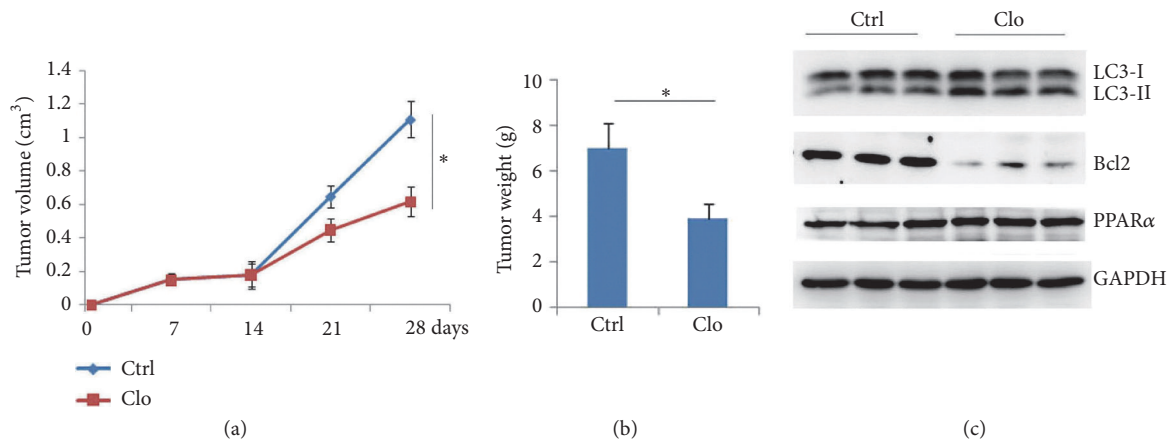 Tumor volume (cm³)
1.4
1.2
1
0.8
0.6
0.4
0.2
0
0 7 14 21 28 days
*
Ctrl
Clo
(a)
Tumor weight (g)
10
8
6
4
2
0
*
Ctrl Clo
(b)
Ctrl Clo
LC3-I
LC3-II
Bcl2
PPARα
GAPDH
(c)